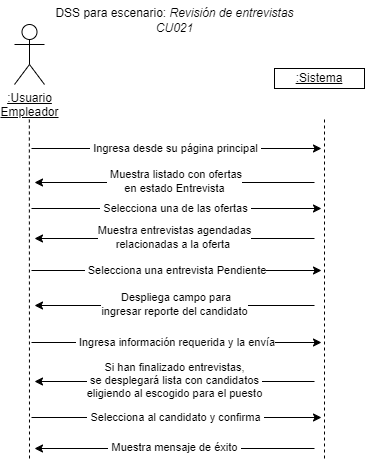 DSS para escenario: Revisión de entrevistas
CU021
:Usuario
Empleador
:Sistema
Ingresa desde su página principal
Muestra listado con ofertas
en estado Entrevista
Selecciona una de las ofertas
Muestra entrevistas agendadas
relacionadas a la oferta
Selecciona una entrevista Pendiente
Despliega campo para
ingresar reporte del candidato
Ingresa información requerida y la envía
Si han finalizado entrevistas,
se desplegará lista con candidatos
eligiendo al escogido para el puesto
Selecciona al candidato y confirma
Muestra mensaje de éxito